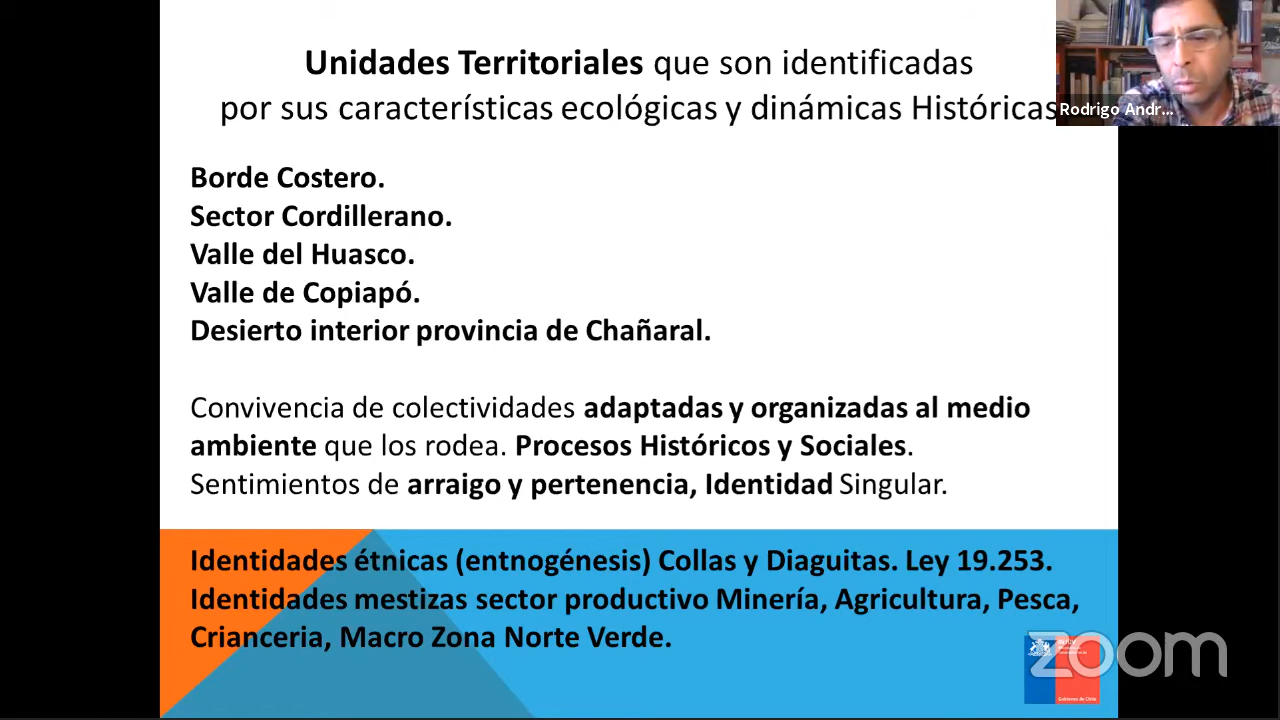 Unidades Territoriales que son identificadas
por sus características ecológicas y dinámicas Históricas
Rodrigo Andr...
Borde Costero.
Sector Cordillerano.
Valle del Huasco.
Valle de Copiapó.
Desierto interior provincia de Chañaral.
Convivencia de colectividades adaptadas y organizadas al medio
ambiente que los rodea. Procesos Históricos y Sociales.
Sentimientos de arraigo y pertenencia, Identidad Singular.
Identidades étnicas (entnogénesis) Collas y Diaguitas. Ley 19.253.
Identidades mestizas sector productivo Minería, Agricultura, Pesca,
Crianceria, Macro Zona Norte Verde.
zoom
Gobierno de Chile